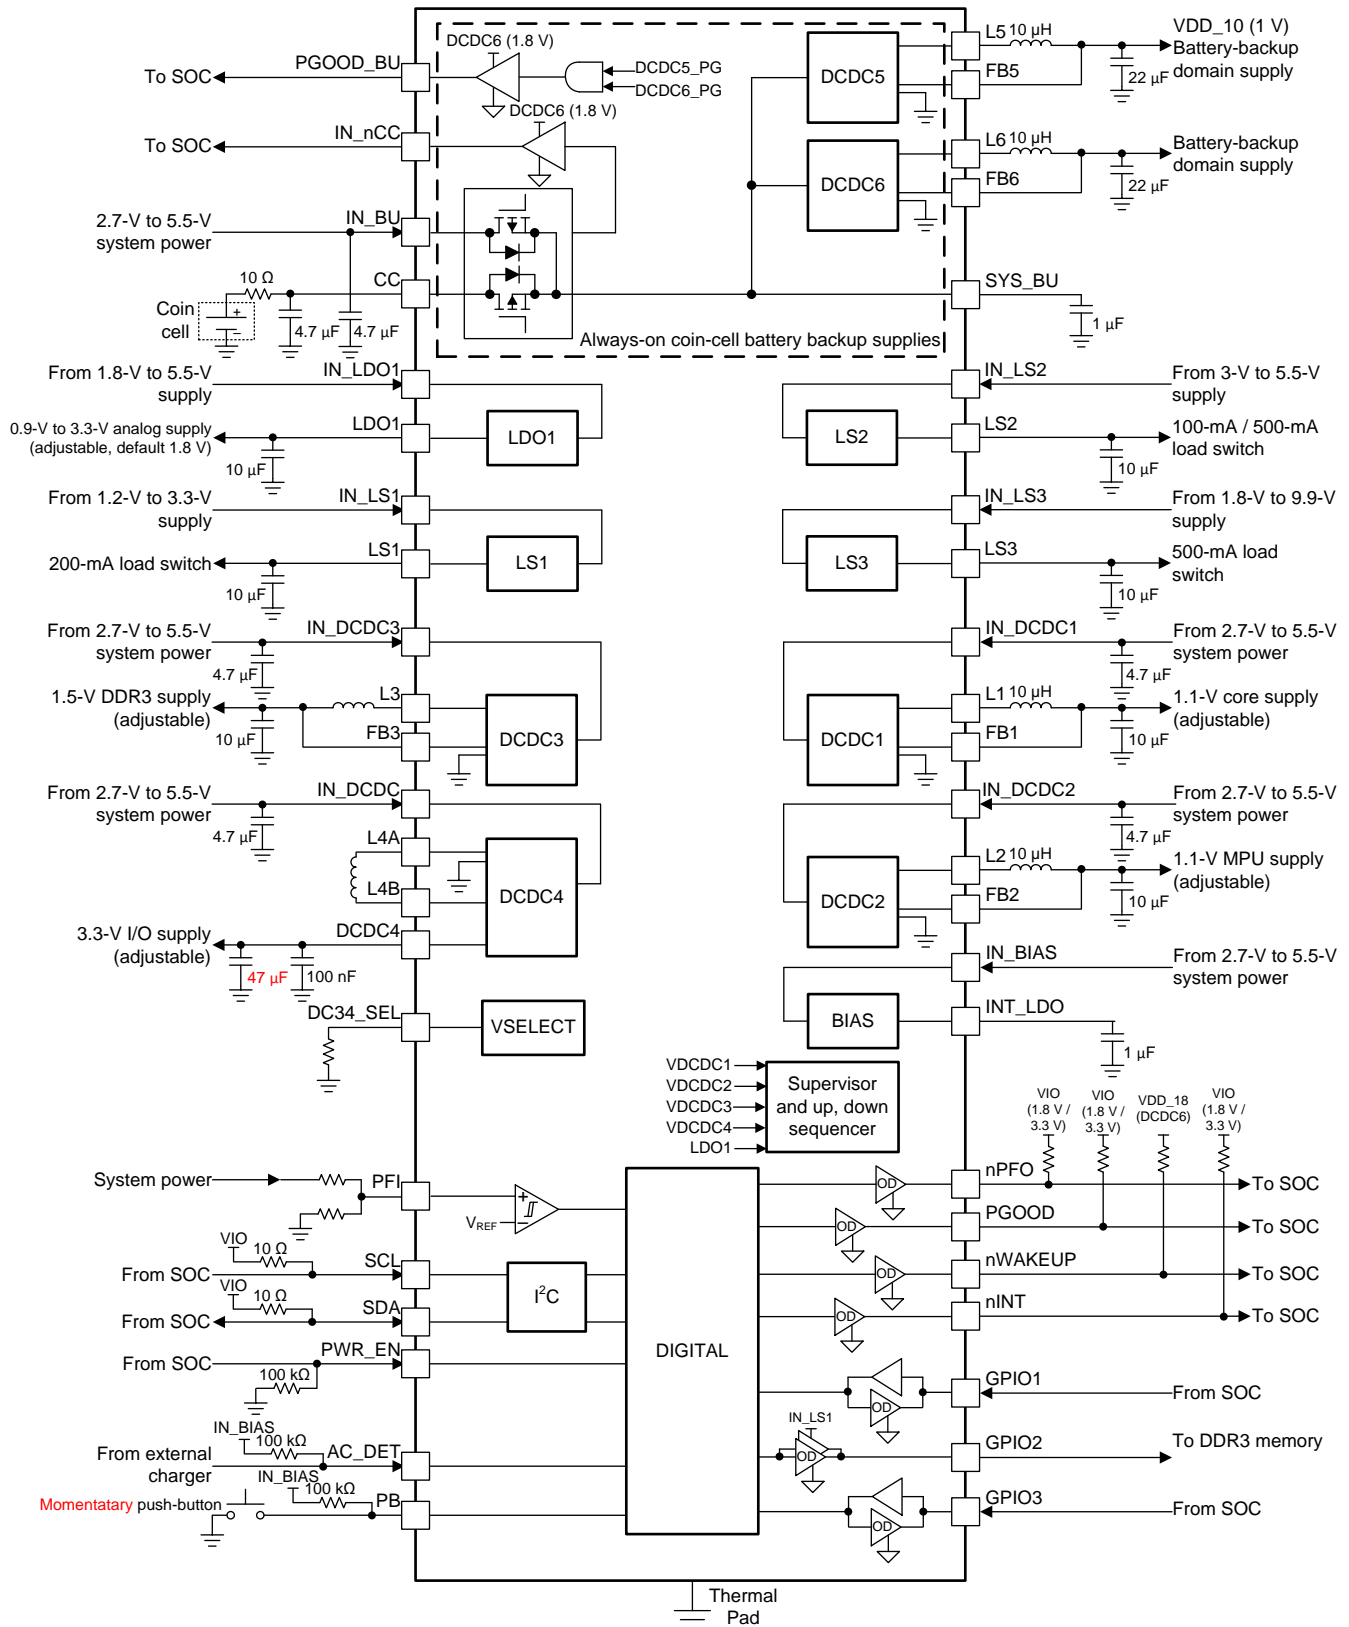 PGOOD_BU
To SOC
DCDC6 (1.8 V)
DCDC5_PG
DCDC6_PG
DCDC5
L5
10 µH
FB5
22 µF
VDD_10 (1 V)
Battery-backup
domain supply
IN_nCC
To SOC
DCDC6 (1.8 V)
DCDC6
L6
10 µH
FB6
22 µF
Battery-backup
domain supply
2.7-V to 5.5-V
system power
IN_BU
CC
10 Ω
Coin
cell
+
–
4.7 µF
4.7 µF
SYS_BU
1 µF
Always-on coin-cell battery backup supplies
From 1.8-V to 5.5-V
supply
IN_LDO1
0.9-V to 3.3-V analog supply
(adjustable, default 1.8 V)
LDO1
10 µF
LDO1
IN_LS2
From 3-V to 5.5-V
supply
LS2
LS2
10 µF
100-mA / 500-mA
load switch
From 1.2-V to 3.3-V
supply
IN_LS1
200-mA load switch
LS1
10 µF
LS1
IN_LS3
From 1.8-V to 9.9-V
supply
LS3
LS3
10 µF
500-mA load
switch
From 2.7-V to 5.5-V
system power
IN_DCDC3
4.7 µF
1.5-V DDR3 supply
(adjustable)
L3
10 µF
FB3
DCDC3
IN_DCDC1
From 2.7-V to 5.5-V
system power
4.7 µF
DCDC1
L1
10 µH
FB1
10 µF
1.1-V core supply
(adjustable)
From 2.7-V to 5.5-V
system power
IN_DCDC
4.7 µF
L4A
L4B
DCDC4
3.3-V I/O supply
(adjustable)
DCDC4
47 µF
100 nF
IN_DCDC2
From 2.7-V to 5.5-V
system power
4.7 µF
DCDC2
L2
10 µH
FB2
10 µF
1.1-V MPU supply
(adjustable)
IN_BIAS
From 2.7-V to 5.5-V
system power
DC34_SEL
VSELECT
BIAS
INT_LDO
1 µF
VDCDC1
VDCDC2
VDCDC3
VDCDC4
LDO1
Supervisor
and up, down
sequencer
VIO
(1.8 V /
3.3 V)
VIO
(1.8 V /
3.3 V)
VDD_18
(DCDC6)
VIO
(1.8 V /
3.3 V)
System power
PFI
+
–
VREF
DIGITAL
OD
nPFO
To SOC
OD
PGOOD
To SOC
VIO
10 Ω
From SOC
SCL
I2C
OD
nWAKEUP
To SOC
VIO
10 Ω
From SOC
SDA
OD
nINT
To SOC
From SOC
PWR_EN
100 kΩ
OD
GPIO1
From SOC
IN_BIAS
100 kΩ
From external
charger
AC_DET
IN_LS1
OD
GPIO2
To DDR3 memory
IN_BIAS
100 kΩ
Momentatary push-button
PB
OD
GPIO3
From SOC
Thermal
Pad